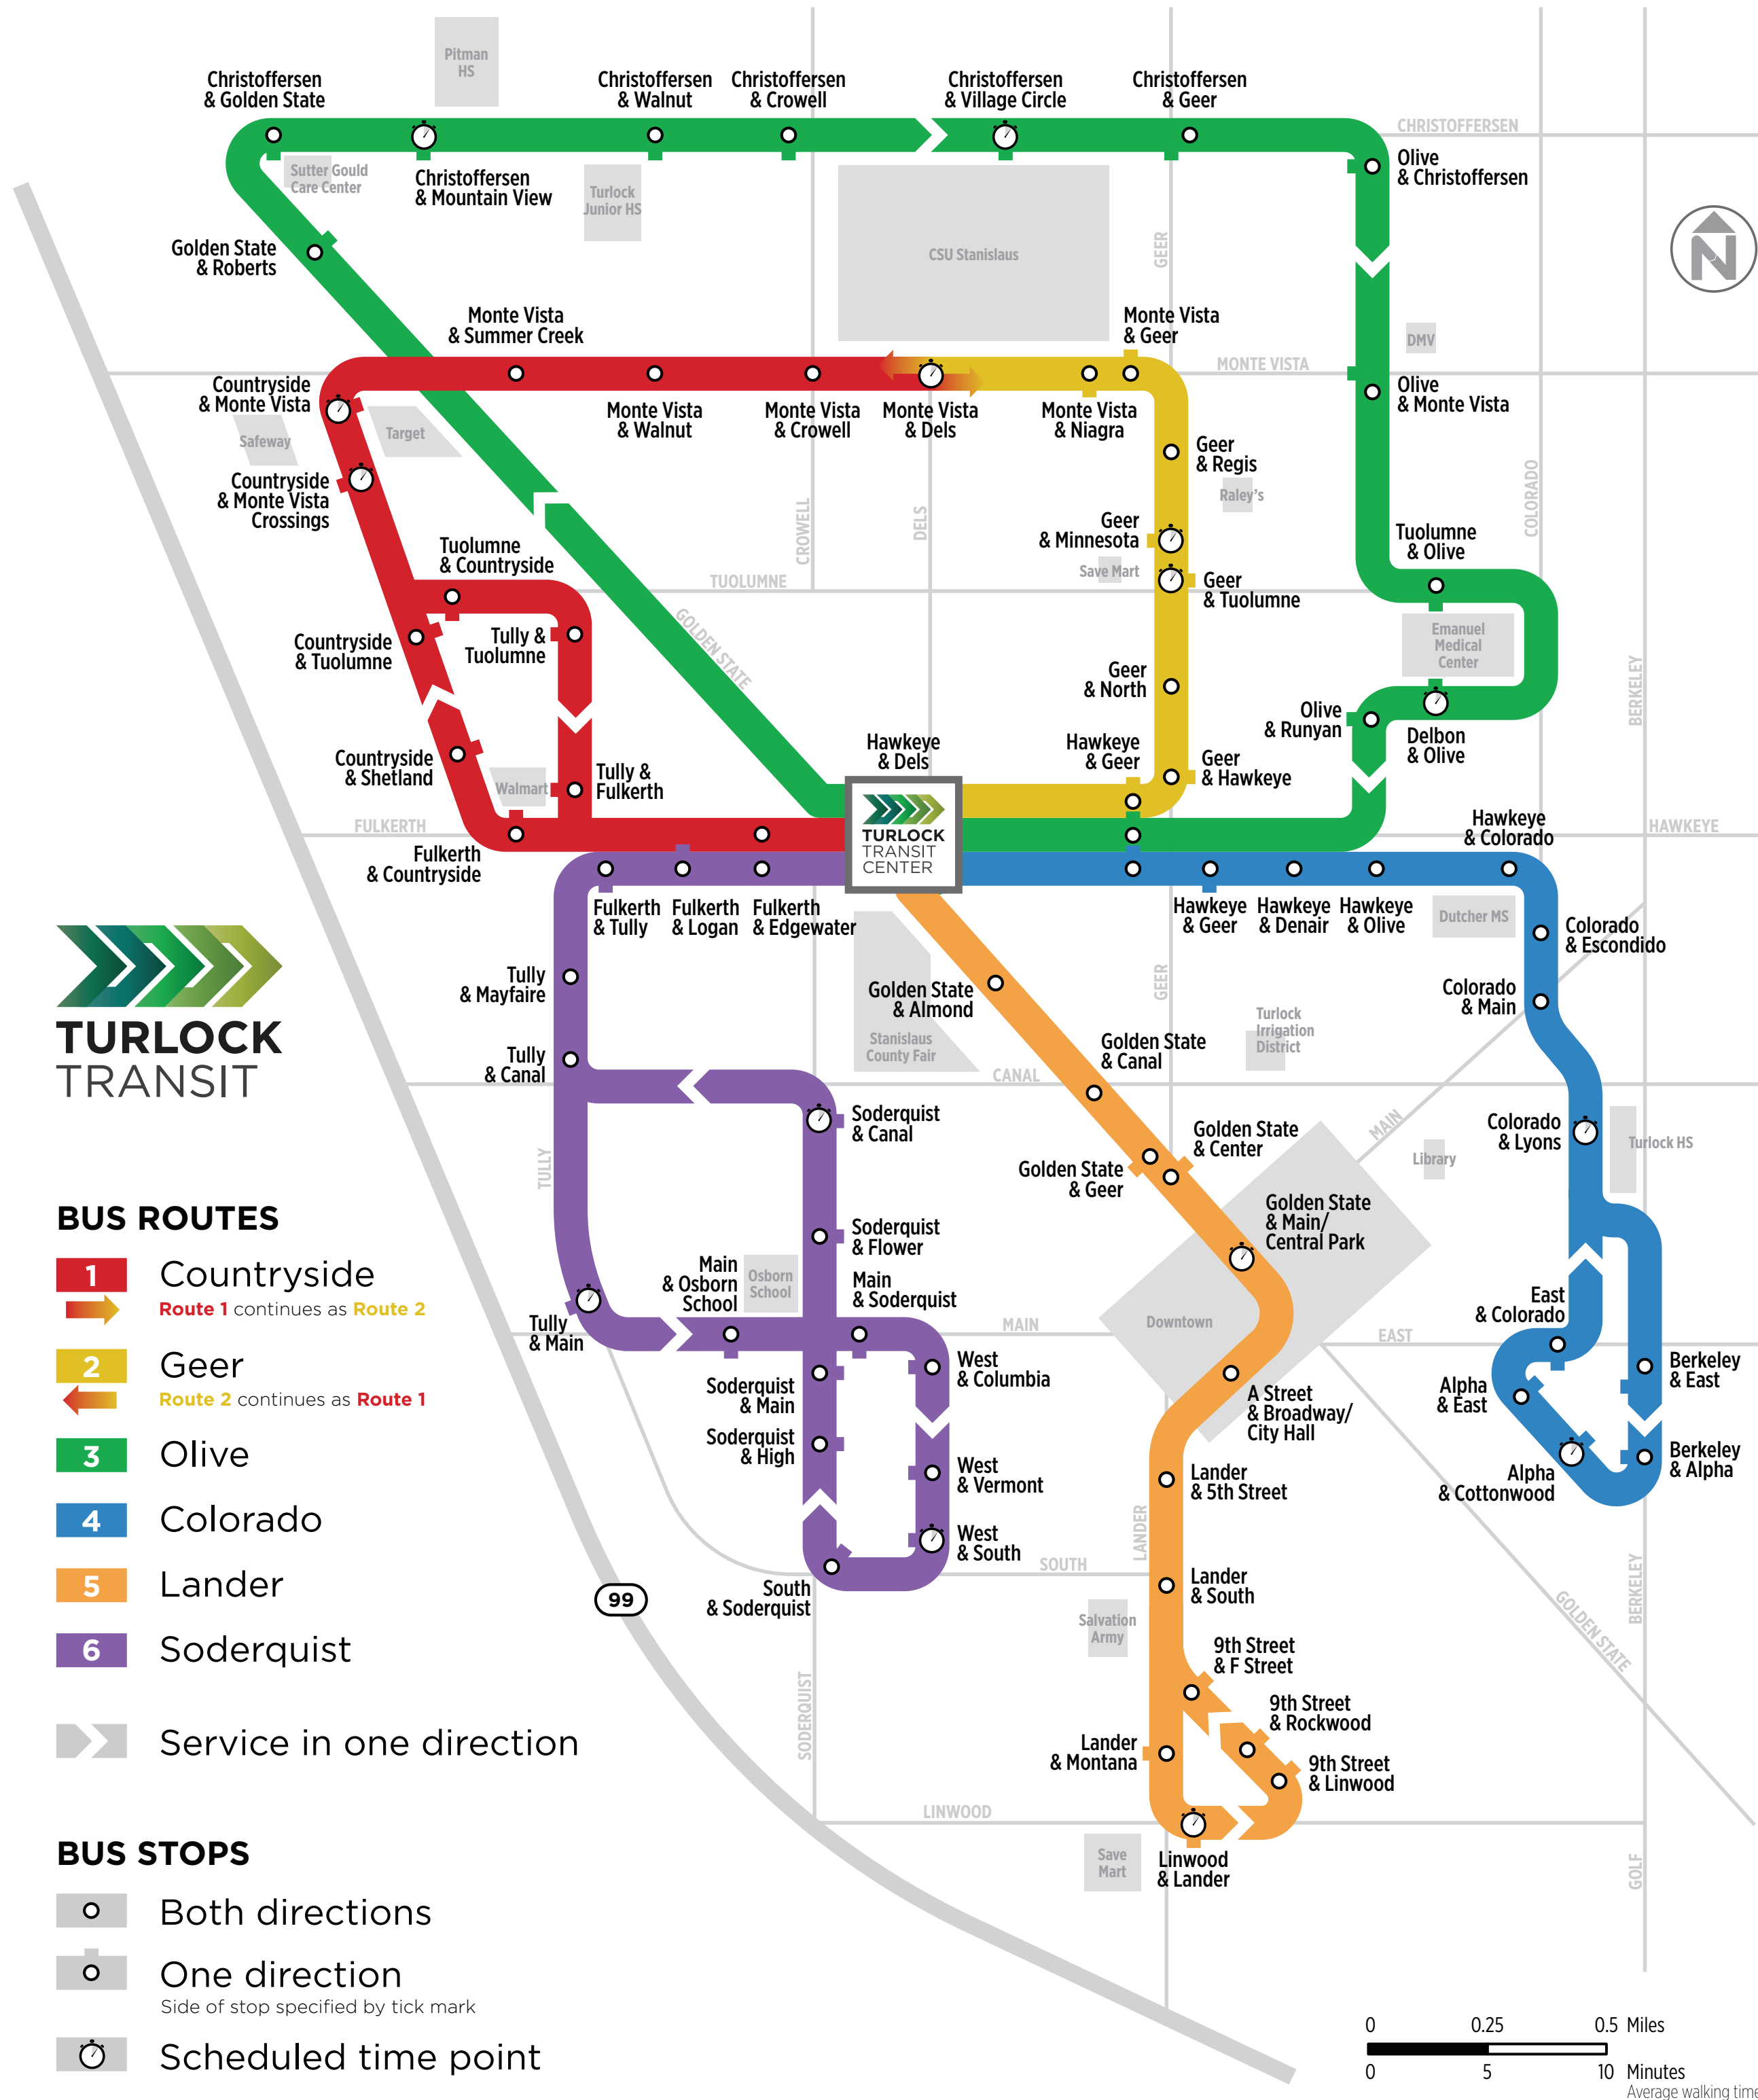 Pitman
HS
Christoffersen
& Golden State
Christoffersen
& Walnut
Christoffersen
& Crowell
Christoffersen
& Village Circle
Christoffersen
& Geer
CHRISTOFFERSEN
Sutter Gould
Care Center
Christoffersen
& Mountain View
Turlock
Junior HS
Olive
& Christoffersen
Golden State
& Roberts
CSU Stanislaus
GEER
N
Monte Vista
& Summer Creek
Monte Vista
& Geer
DMV
MONTE VISTA
Countryside
& Monte Vista
Safeway
Target
Monte Vista
& Walnut
Monte Vista
& Crowell
Monte Vista
& Dels
Monte Vista
& Niagra
Olive
& Monte Vista
Geer
& Regis
Raley's
Countryside
& Monte Vista
Crossings
CROWELL
DELS
COLORADO
Geer
& Minnesota
Save Mart
Tuolumne
& Olive
Tuolumne
& Countryside
TUOLUMNE
Geer
& Tuolumne
Countryside
& Tuolumne
Tully &
Tuolumne
GOLDEN STATE
Emanuel
Medical
Center
BERKELEY
Geer
& North
Olive
& Runyan
Delbon
& Olive
Countryside
& Shetland
Walmart
Tully &
Fulkerth
Hawkeye
& Dels
Hawkeye
& Geer
Geer
& Hawkeye
FULKERTH
TURLOCK
TRANSIT
CENTER
Hawkeye
& Colorado
HAWKEYE
Fulkerth
& Countryside
Fulkerth
& Tully
Fulkerth
& Logan
Fulkerth
& Edgewater
Hawkeye
& Geer
Hawkeye
& Denair
Hawkeye
& Olive
Dutcher MS
Colorado
& Escondido
TURLOCK
TRANSIT
Tully
& Mayfaire
Golden State
& Almond
GEER
Colorado
& Main
Tully
& Canal
Stanislaus
County Fair
Golden State
& Canal
Turlock
Irrigation
District
CANAL
Soderquist
& Canal
MAIN
Colorado
& Lyons
Turlock HS
Library
TULLY
Golden State
& Center
Golden State
& Geer
Golden State
& Main/
Central Park
BUS ROUTES
1 Countryside
Route 1 continues as Route 2
2 Geer
Route 2 continues as Route 1
3 Olive
4 Colorado
5 Lander
6 Soderquist
Service in one direction
Soderquist
& Flower
Main
& Osborn
School
Osborn
School
Main
& Soderquist
Tully
& Main
MAIN
Downtown
EAST
East
& Colorado
West
& Columbia
Soderquist
& Main
A Street
& Broadway/
City Hall
Alpha
& East
Berkeley
& East
Soderquist
& High
West
& Vermont
Lander
& 5th Street
Alpha
& Cottonwood
Berkeley
& Alpha
West
& South
LANDER
SOUTH
South
& Soderquist
99
Lander
& South
BERKELEY
GOLDEN STATE
Salvation
Army
9th Street
& F Street
SODERQUIST
9th Street
& Rockwood
Lander
& Montana
9th Street
& Linwood
LINWOOD
Save
Mart
Linwood
& Lander
GOLF
BUS STOPS
Both directions
One direction
Side of stop specified by tick mark
Scheduled time point
0 0.25 0.5 Miles
0 5 10 Minutes
Average walking time